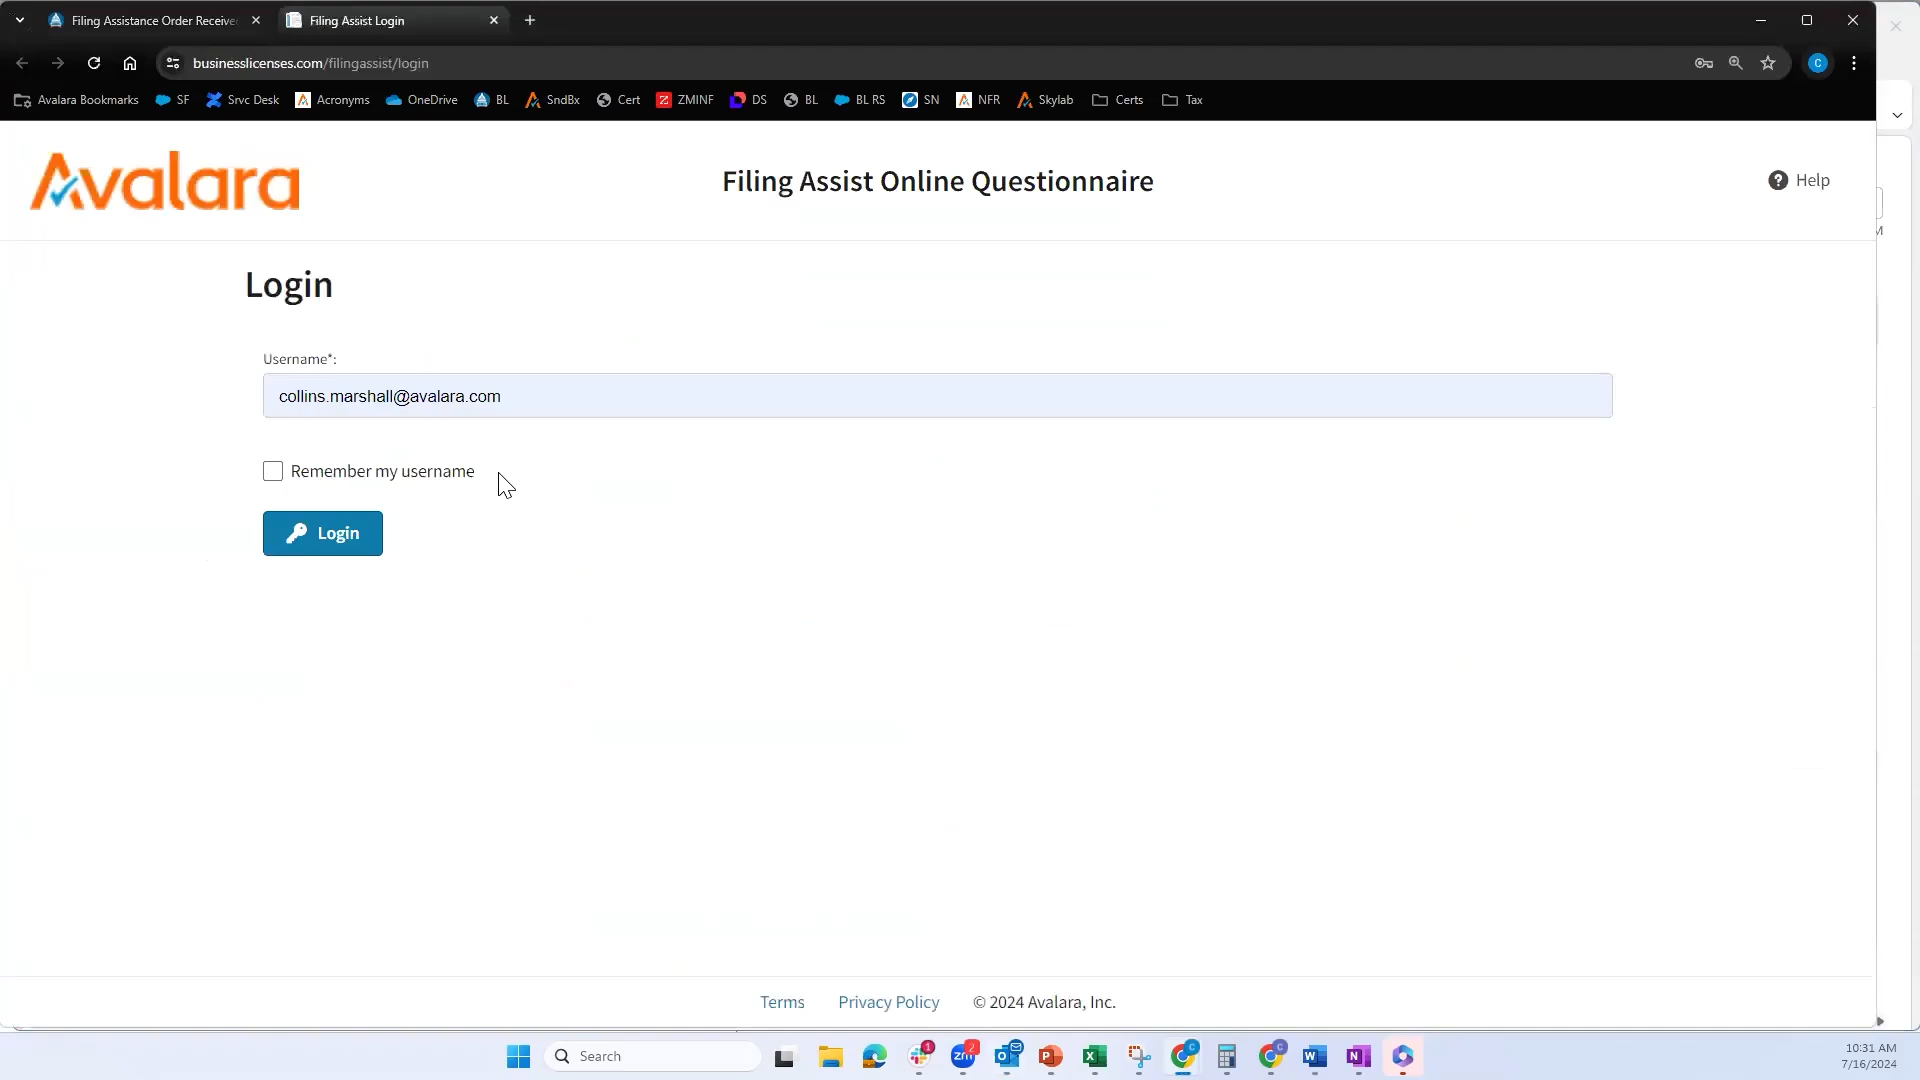 Filing Assistance Order Receive
Filing Assist Login
businesslicenses.com/filingassist/login
C
Avalara Bookmarks
SF
Srvc Desk
Acronyms
OneDrive
BL
SndBx
Cert
ZMINF
DS
BL
BL RS
SN
NFR
Skylab
Certs
Tax
Avalara
Filing Assist Online Questionnaire
Help
Login
Username*:
collins.marshall@avalara.com
Remember my username
Login
Terms
Privacy Policy
© 2024 Avalara, Inc.
Search
10:31 AM
7/16/2024